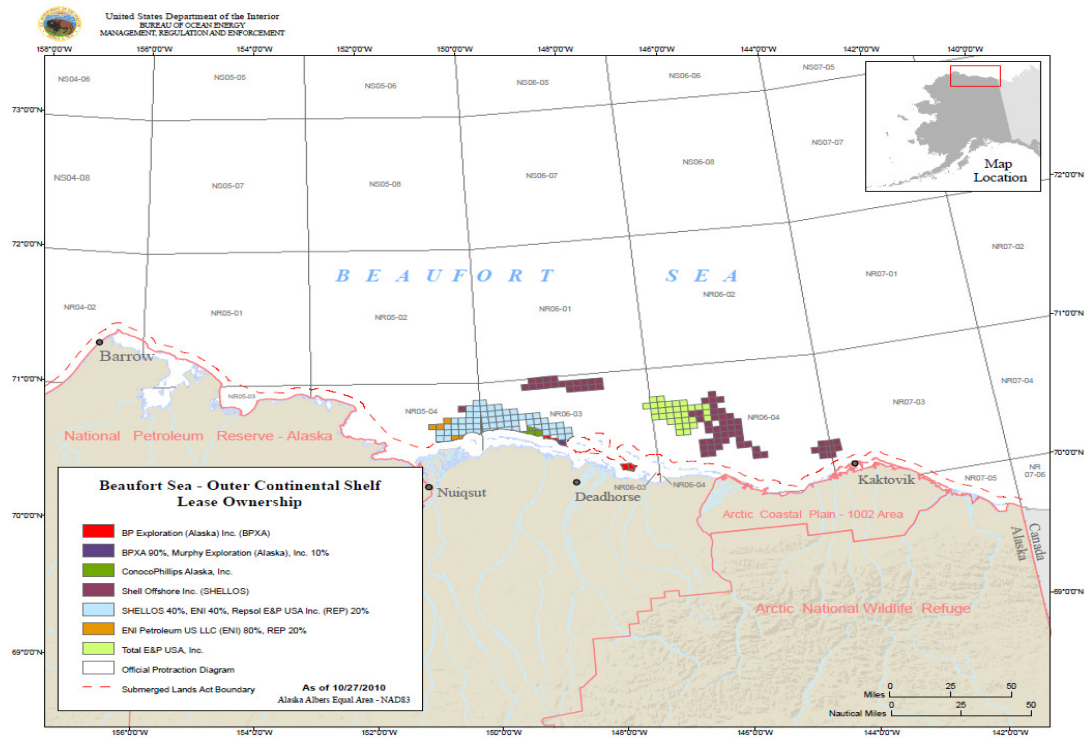 United States Department of the Interior
BUREAU OF OCEAN ENERGY
MANAGEMENT, REGULATION AND ENFORCEMENT
158°0'0"W 156°0'0"W 154°0'0"W 152°0'0"W 150°0'0"W 148°0'0"W 146°0'0"W 144°0'0"W 142°0'0"W 140°0'0"W
NS04-06 NS05-05 NS05-06 NS06-05 NS06-06 NS07-05
73°0'0"N
NS04-08 NS05-07 NS05-08 NS06-07 NS06-08 NS07-07
Map
Location
72°0'0"N
72°0'0"N
BEAUFORT SEA
NR07-02
NR07-01
NR06-02
NR04-02 NR05-01 NR05-02 NR06-01
71°0'0"N
Barrow
71°0'0"N
NR05-03 NR05-04 NR06-03 NR06-04 NR07-03 NR07-04
National Petroleum Reserve - Alaska
Nuiqsut
Deadhorse
NR06-03 NR06-04
Kaktovik
NR07-05
NR
07-06
70°0'0"N
70°0'0"N
Arctic Coastal Plain - 1002 Area
Alaska
Canada
Arctic National Wildlife Refuge
69°0'0"N
69°0'0"N
Beaufort Sea - Outer Continental Shelf
Lease Ownership
BP Exploration (Alaska) Inc. (BPXA)
BPXA 90%, Murphy Exploration (Alaska), Inc. 10%
ConocoPhillips Alaska, Inc.
Shell Offshore Inc. (SHELLOS)
SHELLOS 40%, ENI 40%, Repsol E&P USA Inc. (REP) 20%
ENI Petroleum US LLC (ENI) 80%, REP 20%
Total E&P USA, Inc.
Official Protraction Diagram
Submerged Lands Act Boundary
As of 10/27/2010
Alaska Albers Equal Area - NAD83
Miles 0 25 50
Nautical Miles 0 25 50
156°0'0"W 154°0'0"W 152°0'0"W 150°0'0"W 148°0'0"W 146°0'0"W 144°0'0"W 142°0'0"W